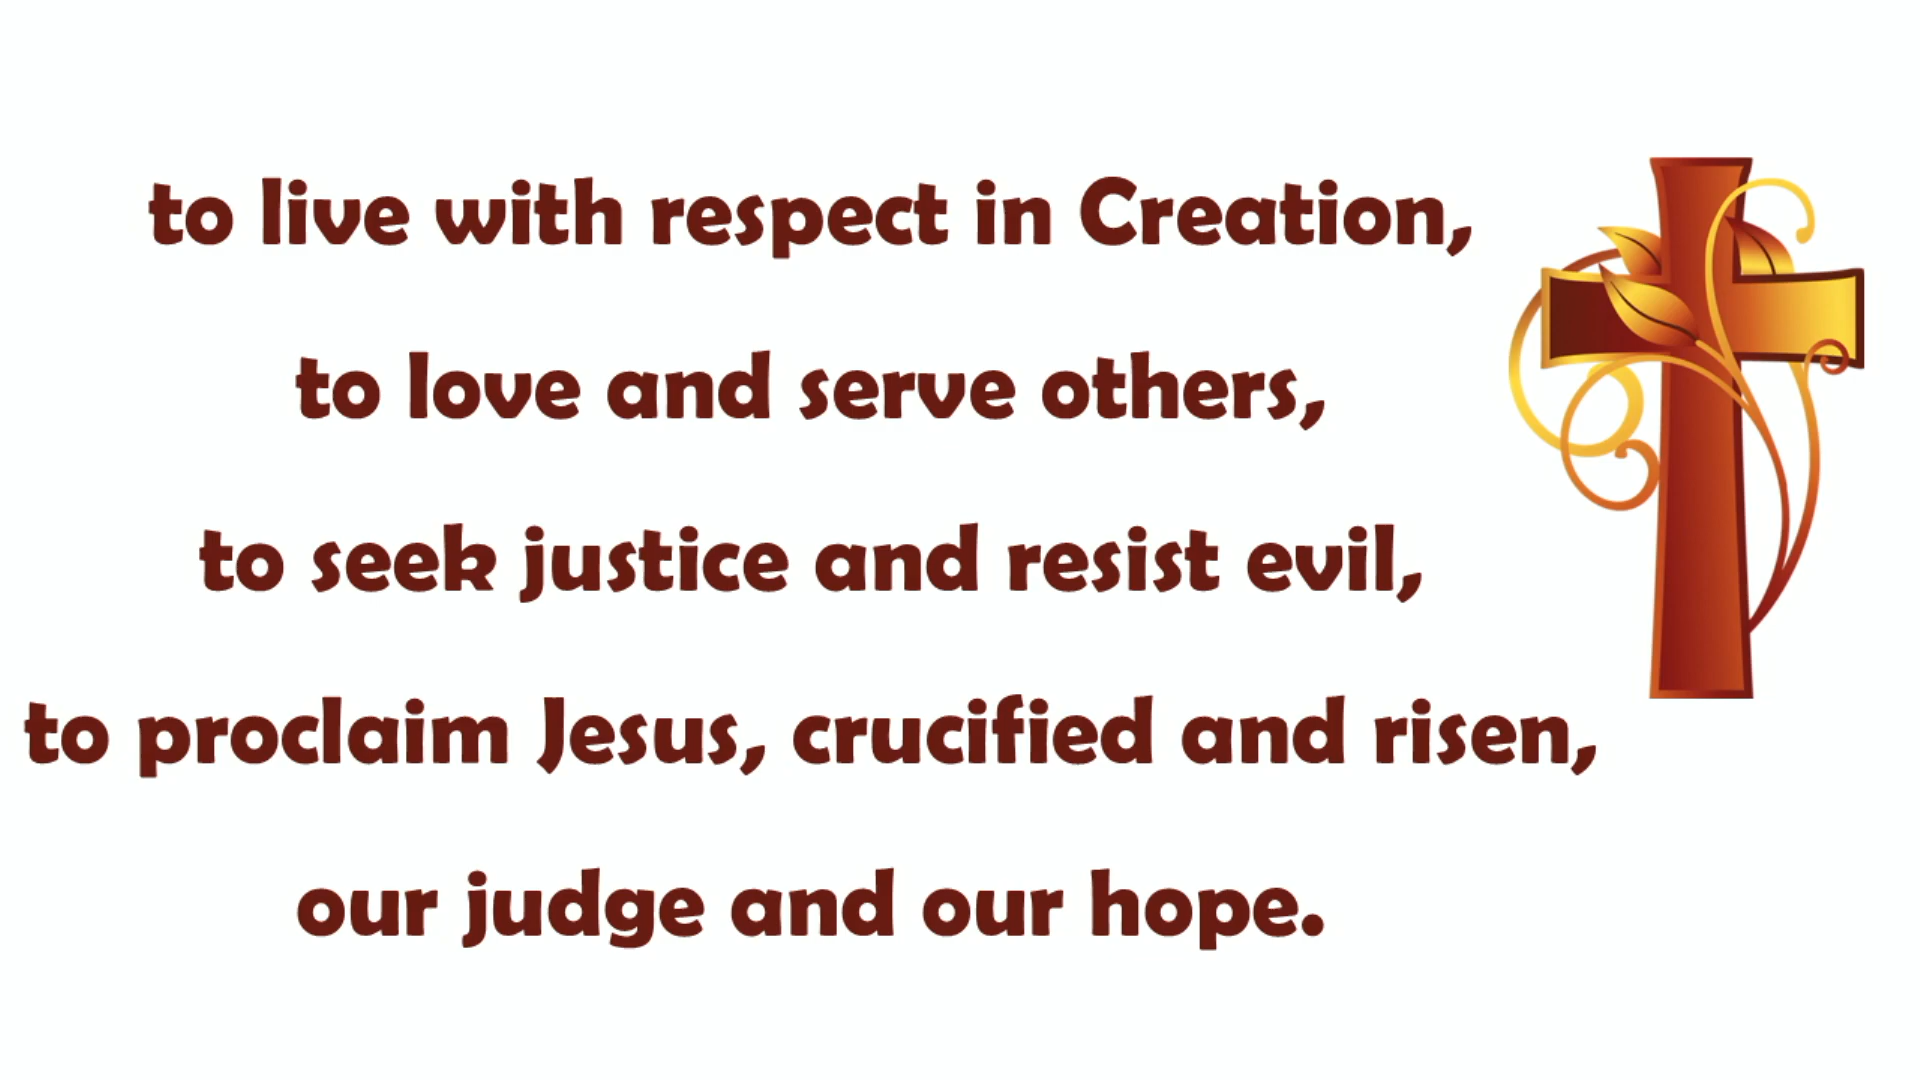 to live with respect in Creation,
to love and serve others,
to seek justice and resist evil,
to proclaim Jesus, crucified and risen,
our judge and our hope.